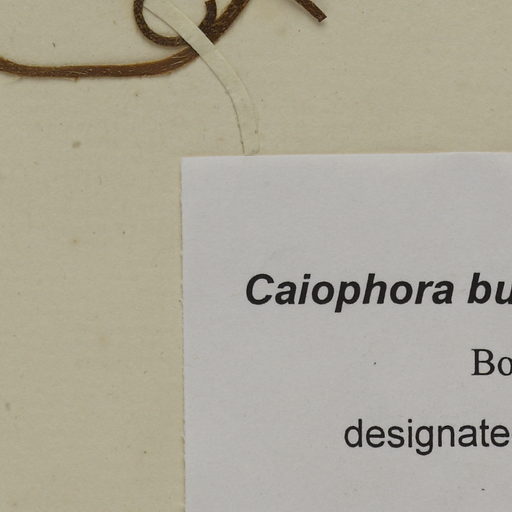 Caiophora bu
Bo
designate